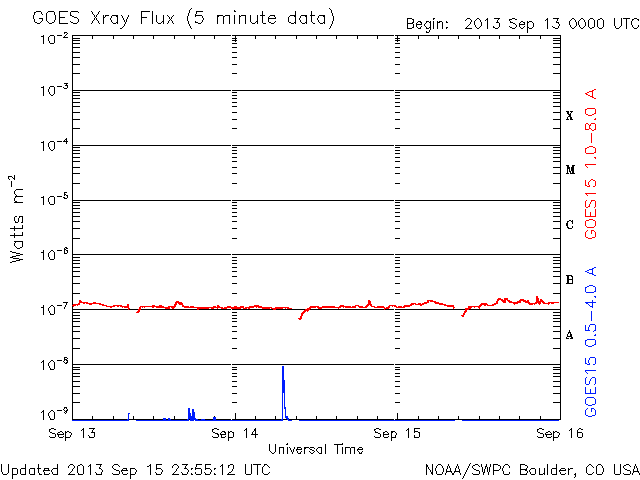 GOES Xray Flux (5 minute data)
Begin: 2013 Sep 13 0000 UTC
10-2
10-3
10-4
10-5
10-6
10-7
10-8
10-9
Watts m-2
X
M
C
B
A
GOES15 1.0-8.0 A
GOES15 0.5-4.0 A
Sep 13 Sep 14 Sep 15 Sep 16
Universal Time
Updated 2013 Sep 15 23:55:12 UTC
NOAA/SWPC Boulder, CO USA